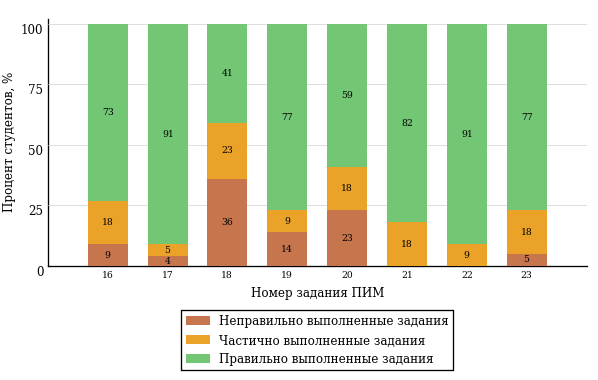 Процент студентов, %
100
75
50
25
0
73 91 41 77 59 82 91 77
18 5 23 9 18 18 9 18
9 4 36 14 23 5
16 17 18 19 20 21 22 23
Номер задания ПИМ
Неправильно выполненные задания
Частично выполненные задания
Правильно выполненные задания